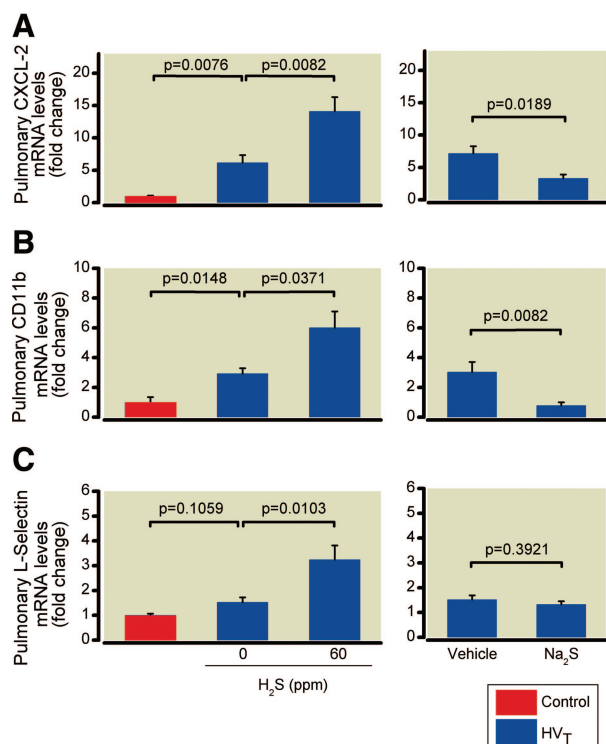 A
Pulmonary CXCL-2
mRNA levels
(fold change)
20
15
10
5
0
p=0.0076
p=0.0082
20
15
10
5
0
p=0.0189
B
Pulmonary CD11b
mRNA levels
(fold change)
10
8
6
4
2
0
p=0.0148
p=0.0371
10
8
6
4
2
0
p=0.0082
C
Pulmonary L-Selectin
mRNA levels
(fold change)
6
5
4
3
2
1
0
p=0.1059
p=0.0103
6
5
4
3
2
1
0
p=0.3921
0
60
H₂S (ppm)
Vehicle
Na₂S
Control
HV_T